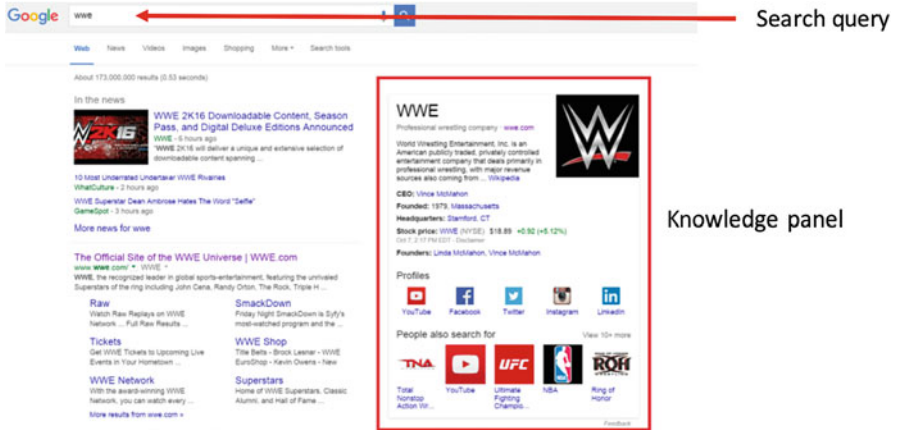 Google wwe
Search query
Web News Videos Images Shopping More Search tools
About 173,000,000 results (0.53 seconds)
In the news
2K16
WWE 2K16 Downloadable Content, Season
Pass, and Digital Deluxe Editions Announced
WWE - 6 hours ago
"WWE 2K16 will deliver a unique and extensive selection of
downloadable content spanning ...
10 Most Underrated Undertaker WWE Rivalries
WhatCulture - 2 hours ago
WWE Superstar Dean Ambrose Hates The Word "Selfie"
GameSpot - 3 hours ago
More news for wwe
The Official Site of the WWE Universe | WWE.com
www.wwe.com/ WWE
WWE, the recognized leader in global sports-entertainment, featuring the unrivaled
Superstars of the ring including John Cena, Randy Orton, The Rock, Triple H ...
Raw
Watch Raw Replays on WWE
Network ... Full Raw Results ...
SmackDown
Friday Night SmackDown is Syfy's
most-watched program and the ...
Tickets
Get WWE Tickets to Upcoming Live
Events in Your Hometown ...
WWE Shop
Title Belts - Brock Lesnar - WWE
EuroShop - Kevin Owens - New
WWE Network
With the award-winning WWE
Network, you can watch every ...
Superstars
Home of WWE Superstars, Classic
Alumni, and Hall of Fame ...
More results from wwe.com »
WWE
Professional wrestling company · wwe.com
World Wrestling Entertainment, Inc. is an
American publicly traded, privately controlled
entertainment company that deals primarily in
professional wrestling, with major revenue
sources also coming from ... Wikipedia
CEO: Vince McMahon
Founded: 1979, Massachusetts
Headquarters: Stamford, CT
Stock price: WWE (NYSE) $18.89 +0.92 (+5.12%)
Oct 7, 2:17 PM EDT - Disclaimer
Founders: Linda McMahon, Vince McMahon
Profiles
YouTube Facebook Twitter Instagram LinkedIn
People also search for View 10+ more
TNA UFC NBA ROH
Total
Nonstop
Action Wr...
YouTube
Ultimate
Fighting
Champio...
NBA
Ring of
Honor
Feedback
Knowledge panel